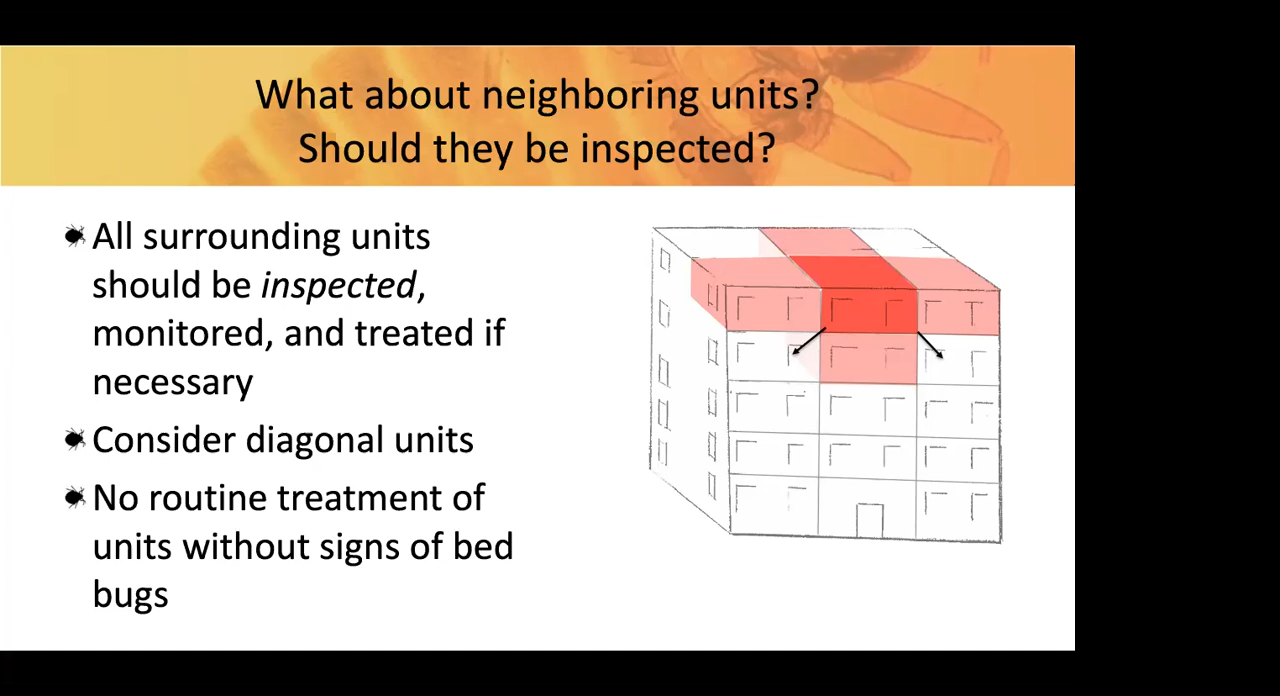 What about neighboring units?
Should they be inspected?
All surrounding units
should be inspected,
monitored, and treated if
necessary
Consider diagonal units
No routine treatment of
units without signs of bed
bugs